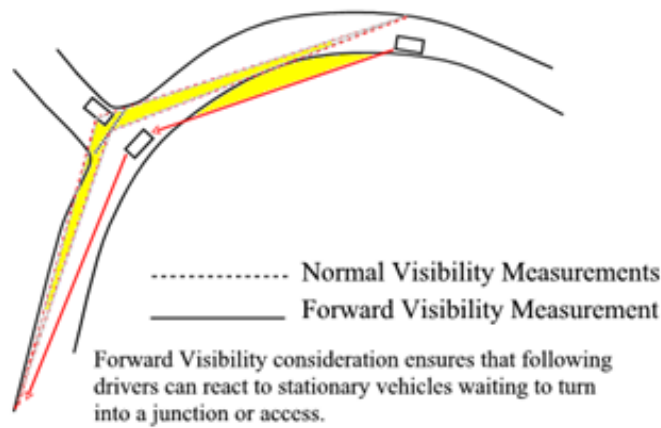 Normal Visibility Measurements
Forward Visibility Measurement
Forward Visibility consideration ensures that following
drivers can react to stationary vehicles waiting to turn
into a junction or access.